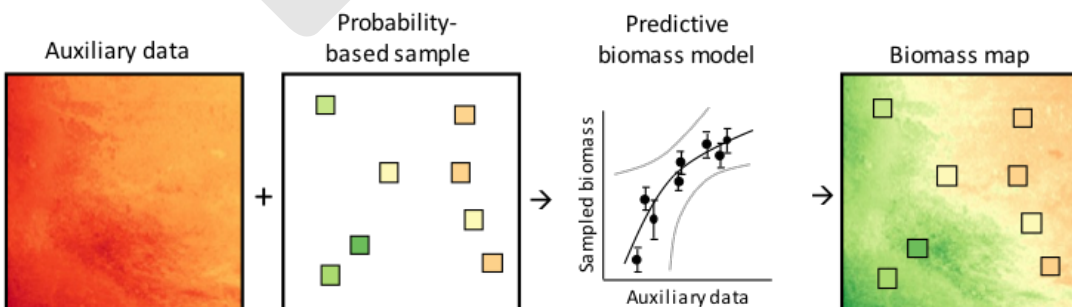 Auxiliary data
Probability-
based sample
Predictive
biomass model
Biomass map
+
→
Sampled biomass
Auxiliary data
→